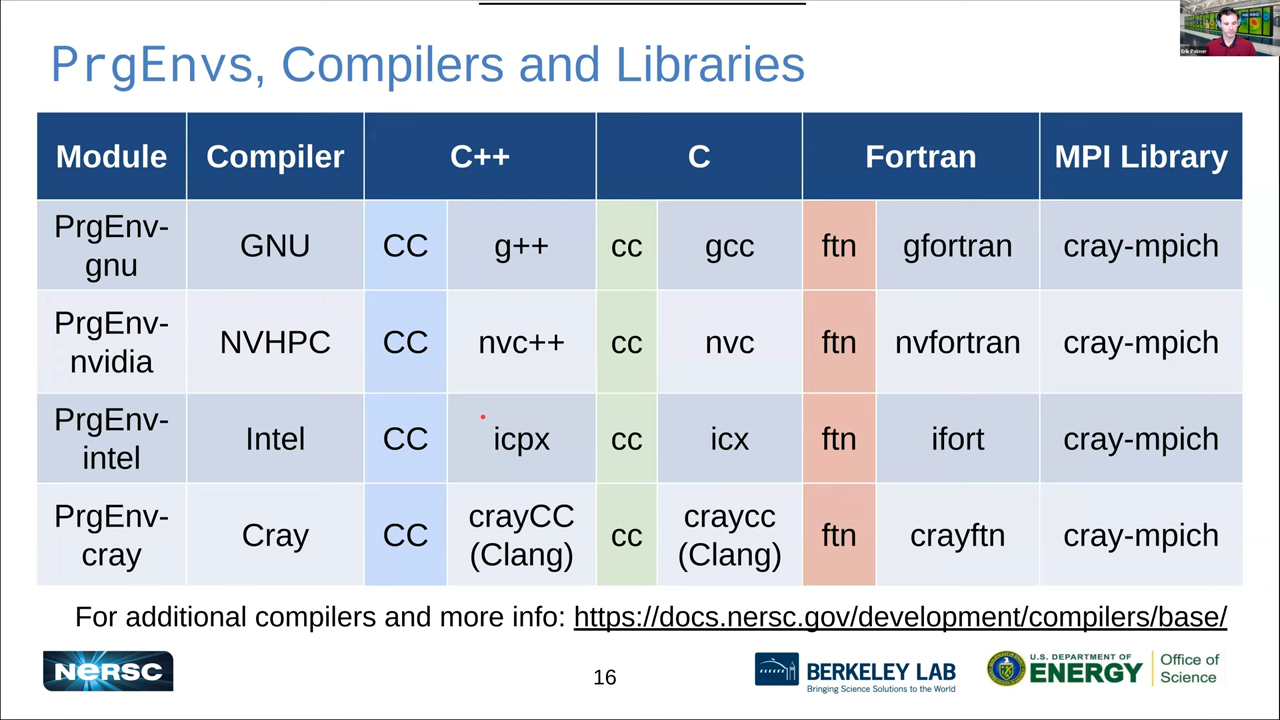 PrgEnvs, Compilers and Libraries
Erik Palmer
Module Compiler C++ C Fortran MPI Library
PrgEnv-
gnu
GNU CC g++ cc gcc ftn gfortran cray-mpich
PrgEnv-
nvidia
NVHPC CC nvc++ cc nvc ftn nvfortran cray-mpich
PrgEnv-
intel
Intel CC icpx cc icx ftn ifort cray-mpich
PrgEnv-
cray
Cray CC crayCC
(Clang)
cc craycc
(Clang)
ftn crayftn cray-mpich
For additional compilers and more info: https://docs.nersc.gov/development/compilers/base/
NERSC
16
BERKELEY LAB
Bringing Science Solutions to the World
U.S. DEPARTMENT OF
ENERGY
Office of
Science